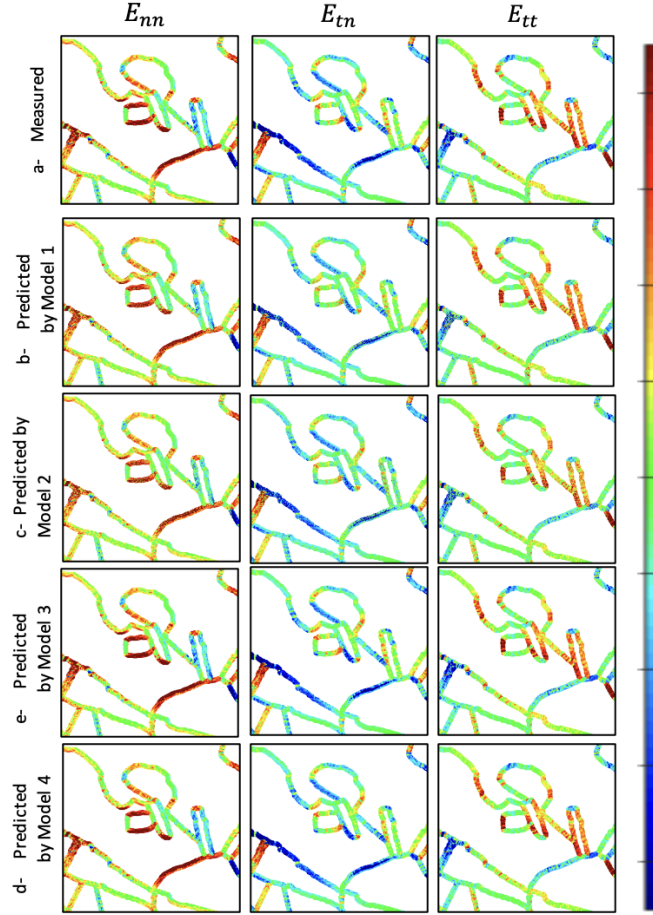 E_nn E_tn E_tt
a- Measured
b- Predicted
by Model 1
c- Predicted by
Model 2
e- Predicted
by Model 3
d- Predicted
by Model 4